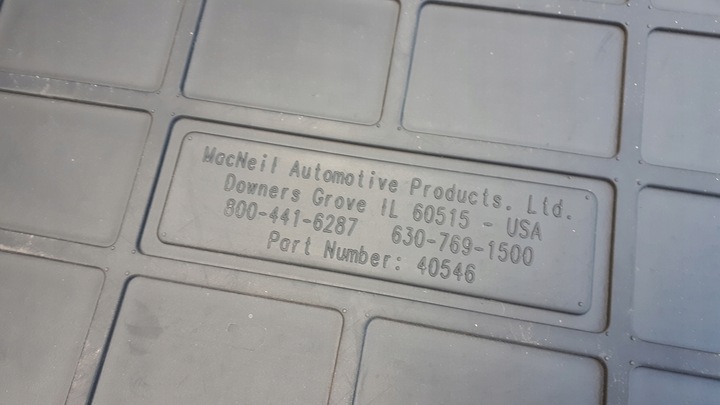 MacNeil Automotive Products. Ltd.
Downers Grove IL 60515 - USA
800-441-6287 630-769-1500
Part Number: 40546